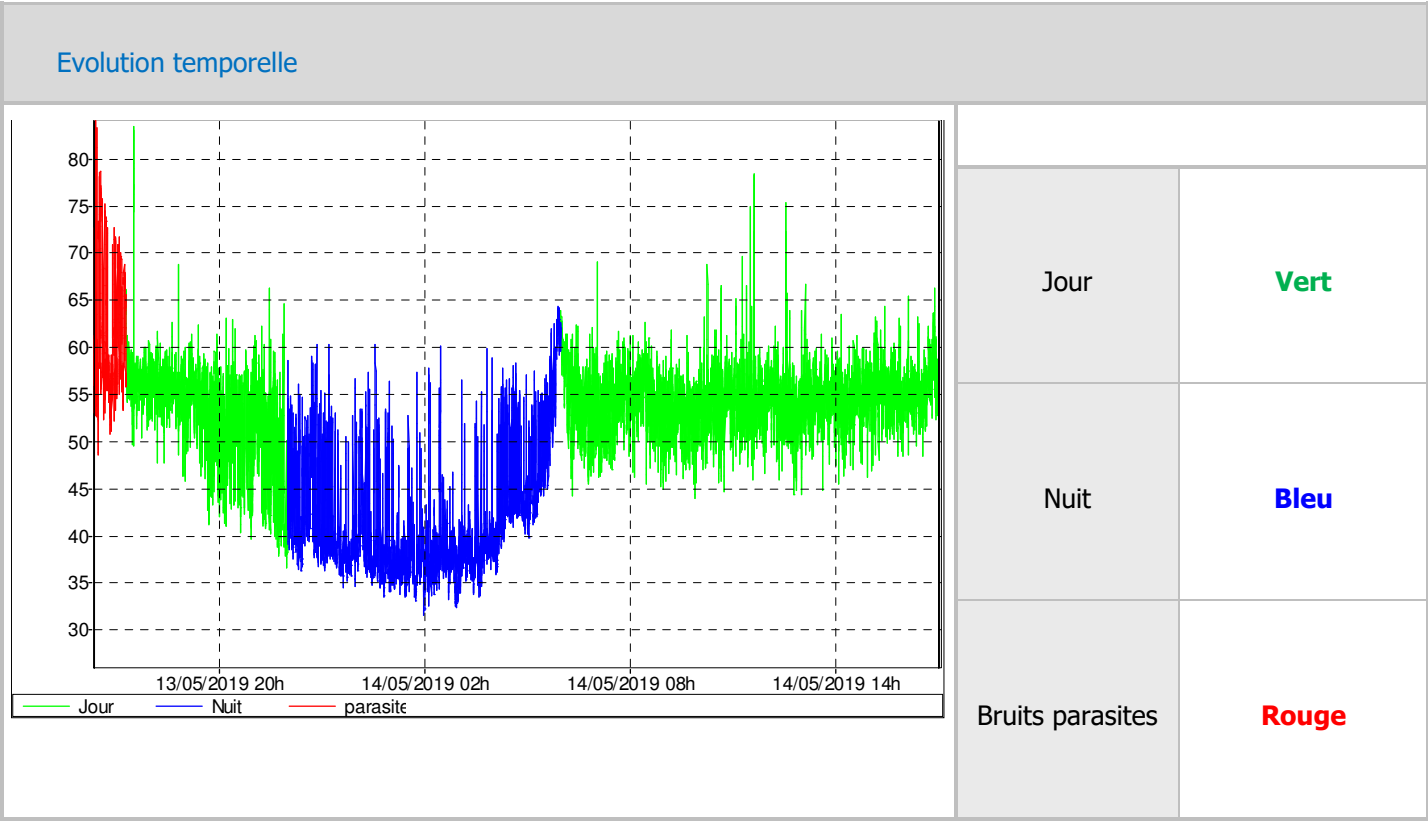 Evolution temporelle
80
75
70
65
60
55
50
45
40
35
30
13/05/2019 20h 14/05/2019 02h 14/05/2019 08h 14/05/2019 14h
Jour Nuit parasite
Jour Vert
Nuit Bleu
Bruits parasites Rouge